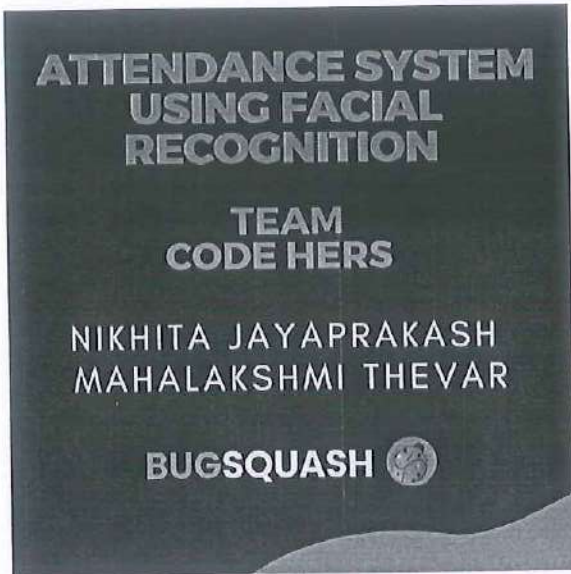 ATTENDANCE SYSTEM
USING FACIAL
RECOGNITION
TEAM
CODE HERS
NIKHITA JAYAPRAKASH
MAHALAKSHMI THEVAR
BUGSQUASH